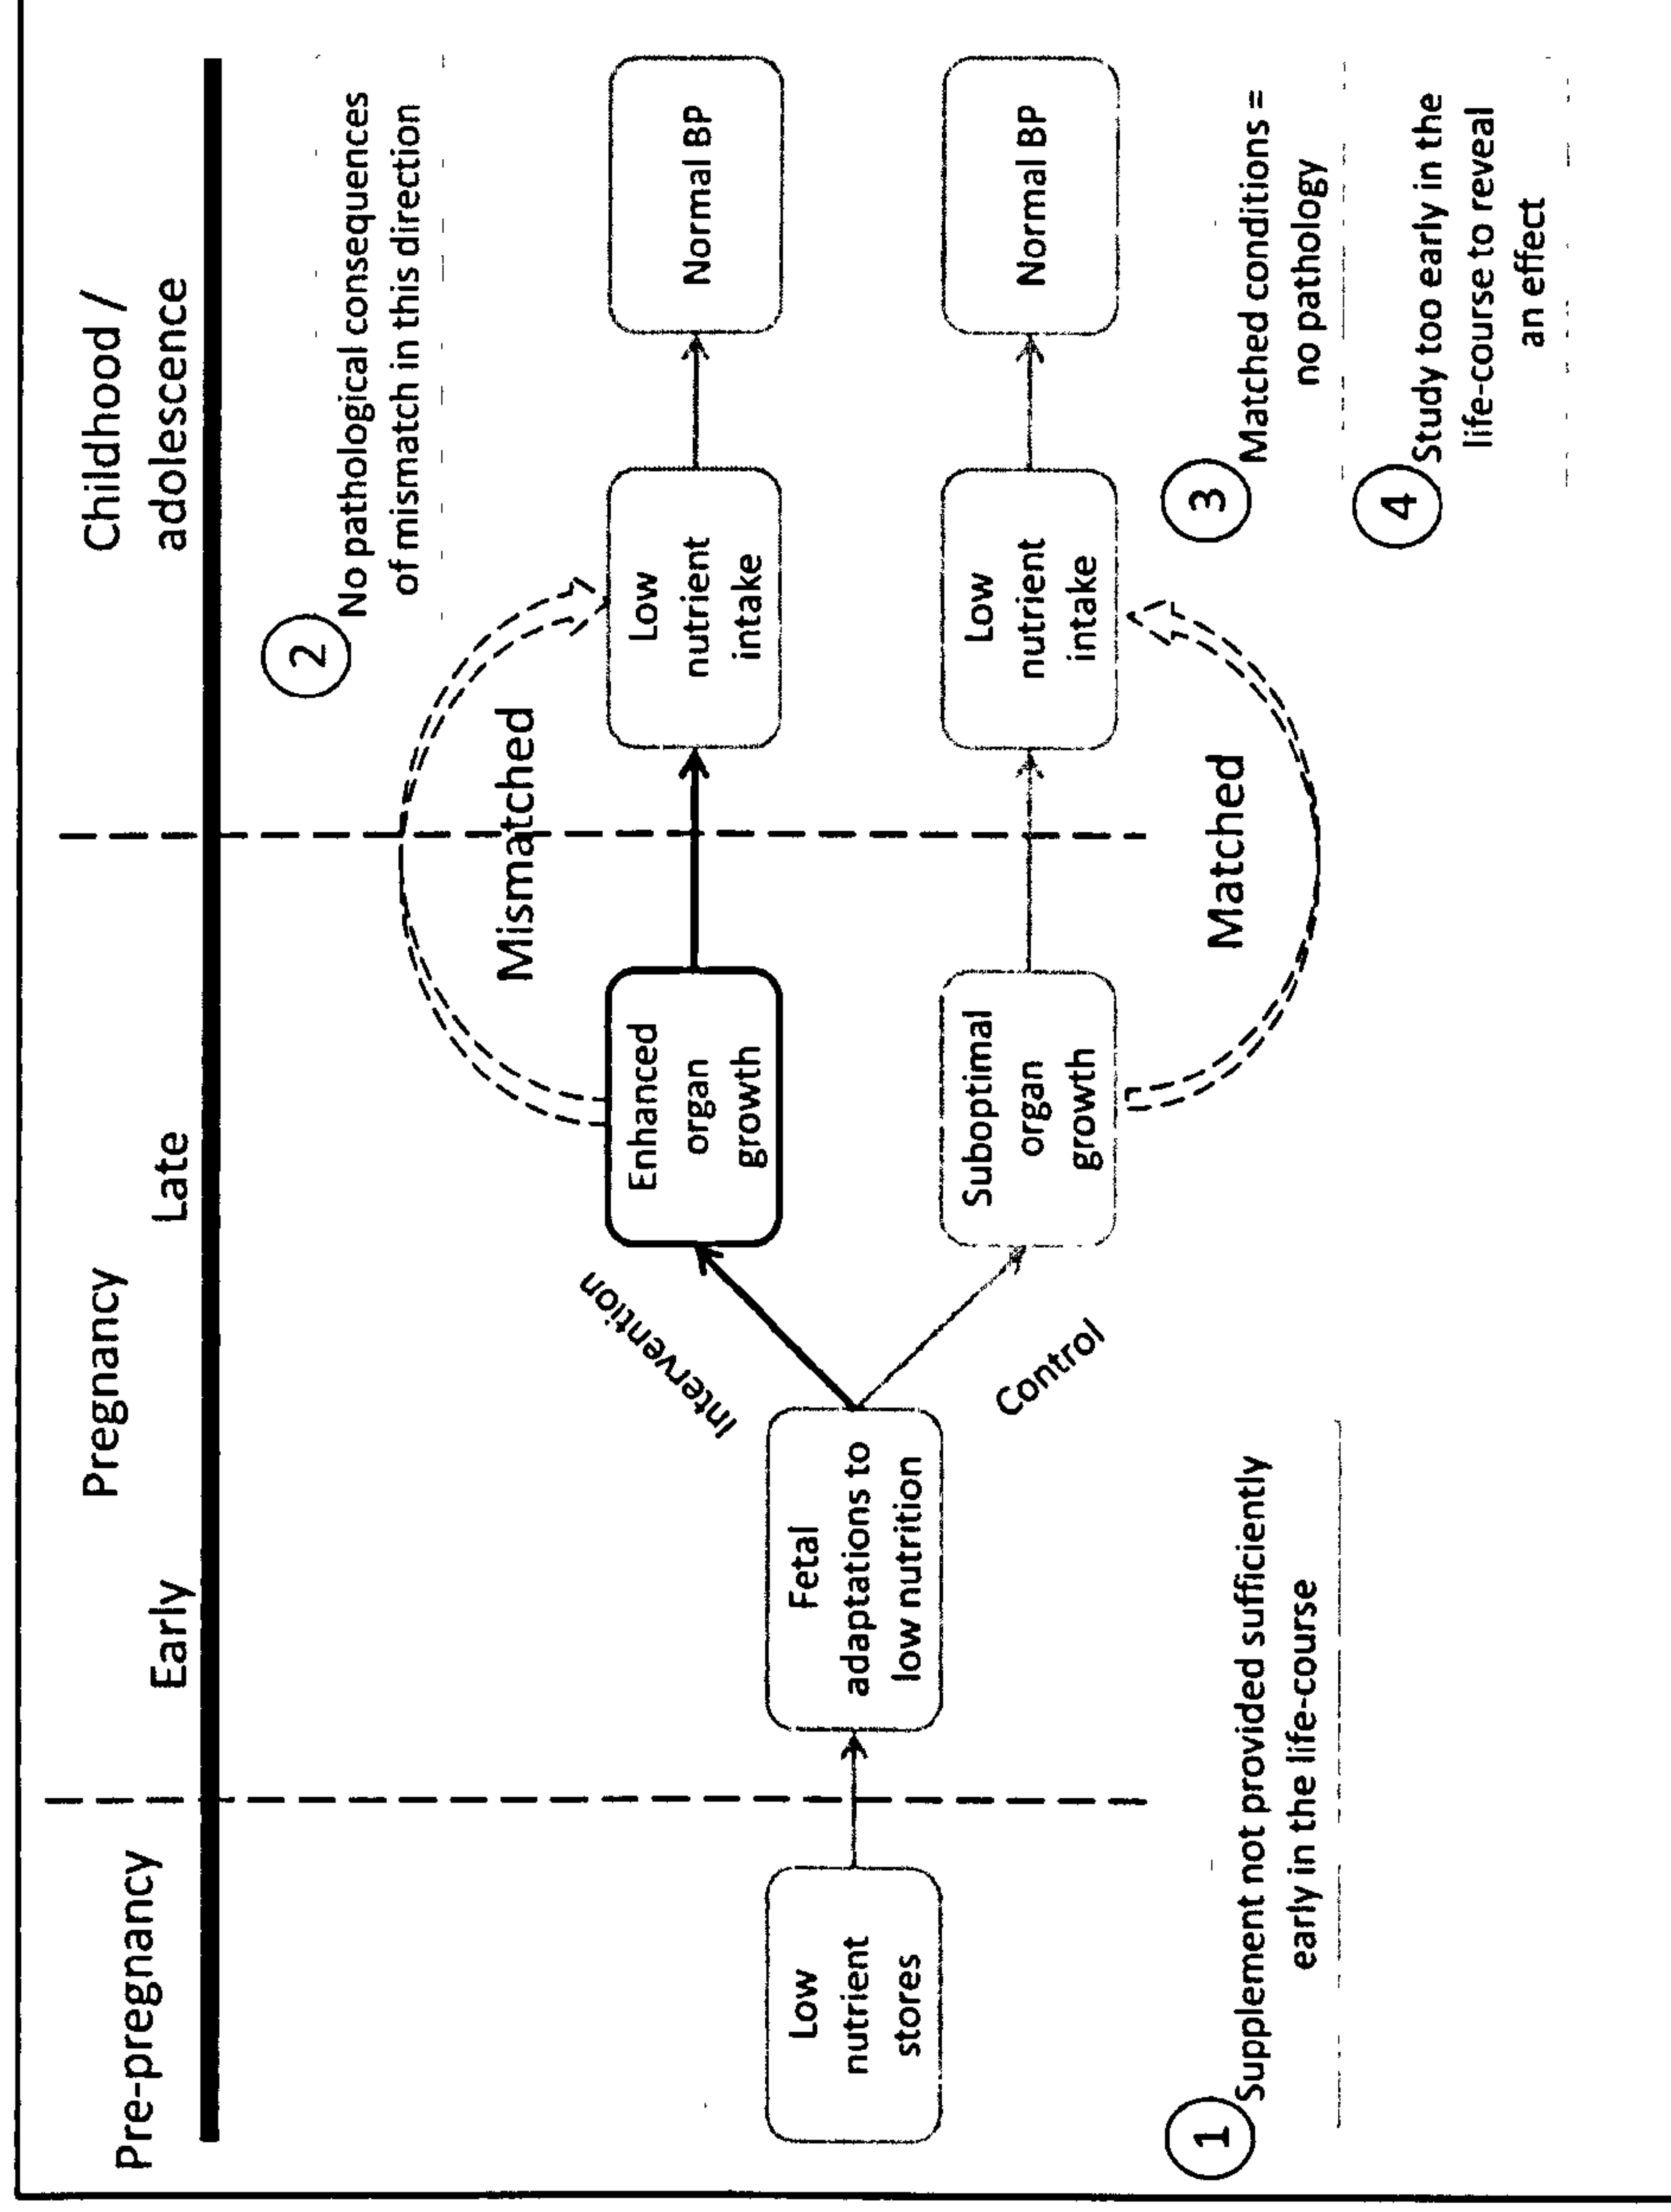 Pre-pregnancy
Pregnancy
Childhood /
adolescence
Early
Late
2
No pathological consequences
of mismatch in this direction
Mismatched
Intervention
Enhanced
organ
growth
Low
nutrient
intake
Normal BP
Low
nutrient
stores
Fetal
adaptations to
low nutrition
Control
Suboptimal
organ
growth
Low
nutrient
intake
Normal BP
Matched
1
Supplement not provided sufficiently
early in the life-course
3
Matched conditions =
no pathology
4
Study too early in the
life-course to reveal
an effect